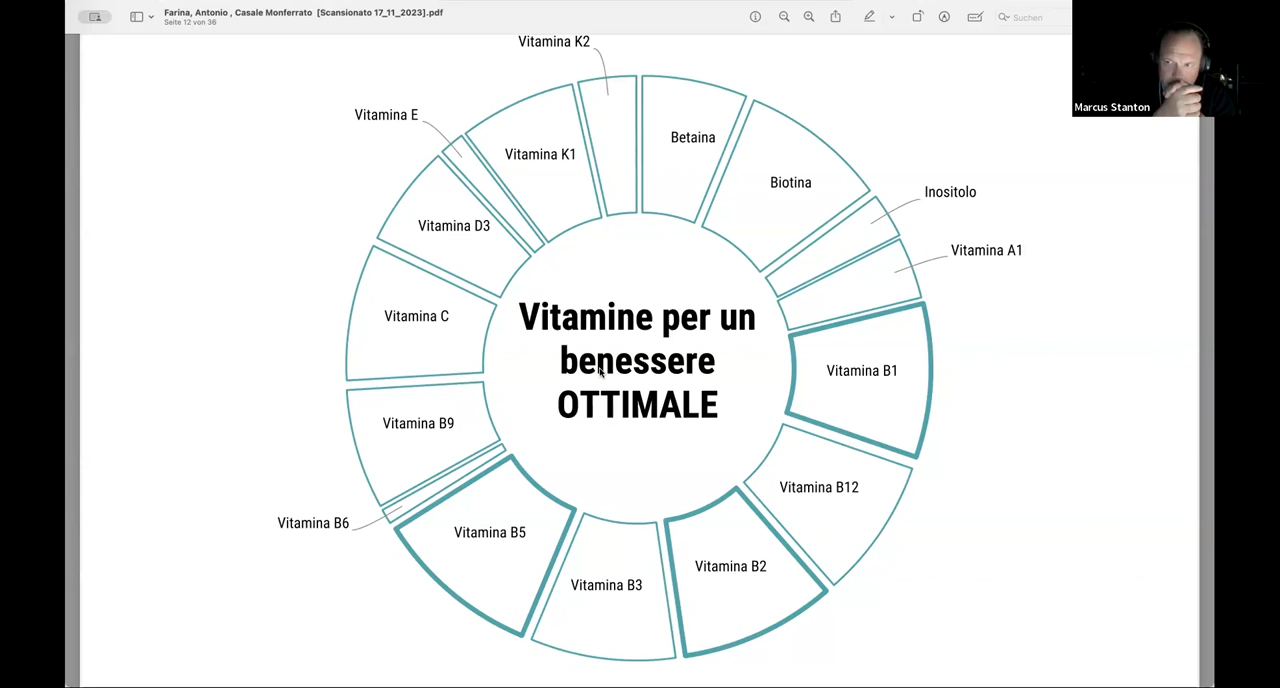 Farina, Antonio , Casale Monferrato [Scansionato 17_11_2023].pdf
Seite 12 von 36
Suchen
Marcus Stanton
Vitamina K2
Vitamina E
Vitamina K1
Betaina
Biotina
Inositolo
Vitamina D3
Vitamina A1
Vitamina C
Vitamine per un
benessere
OTTIMALE
Vitamina B1
Vitamina B9
Vitamina B12
Vitamina B6
Vitamina B5
Vitamina B2
Vitamina B3